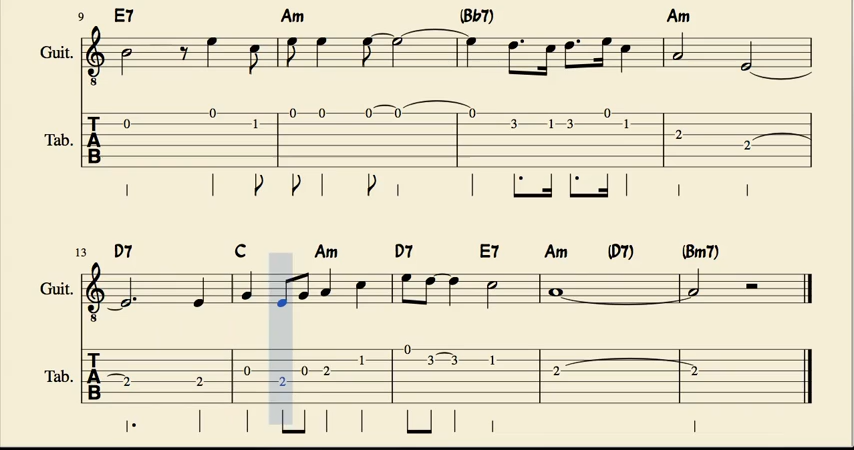 9 E7 Am (Bb7) Am
Guit.
8
0 1 0 0 0 0 0 0 3 1 3 0 1 2 2
Tab. T A B
13 D7 C Am D7 E7 Am (D7) (Bm7)
Guit.
8
2 2 0 2 0 2 1 0 3 3 1 2 2
Tab. T A B